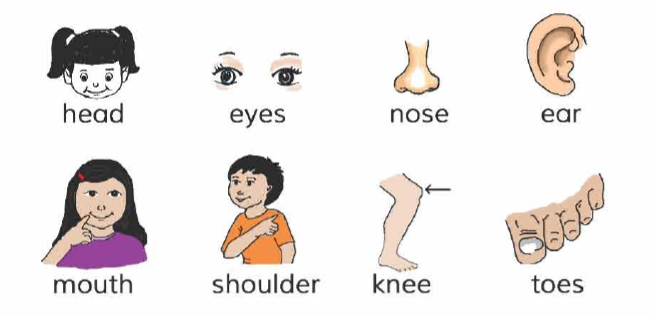 head eyes nose ear
mouth shoulder knee toes